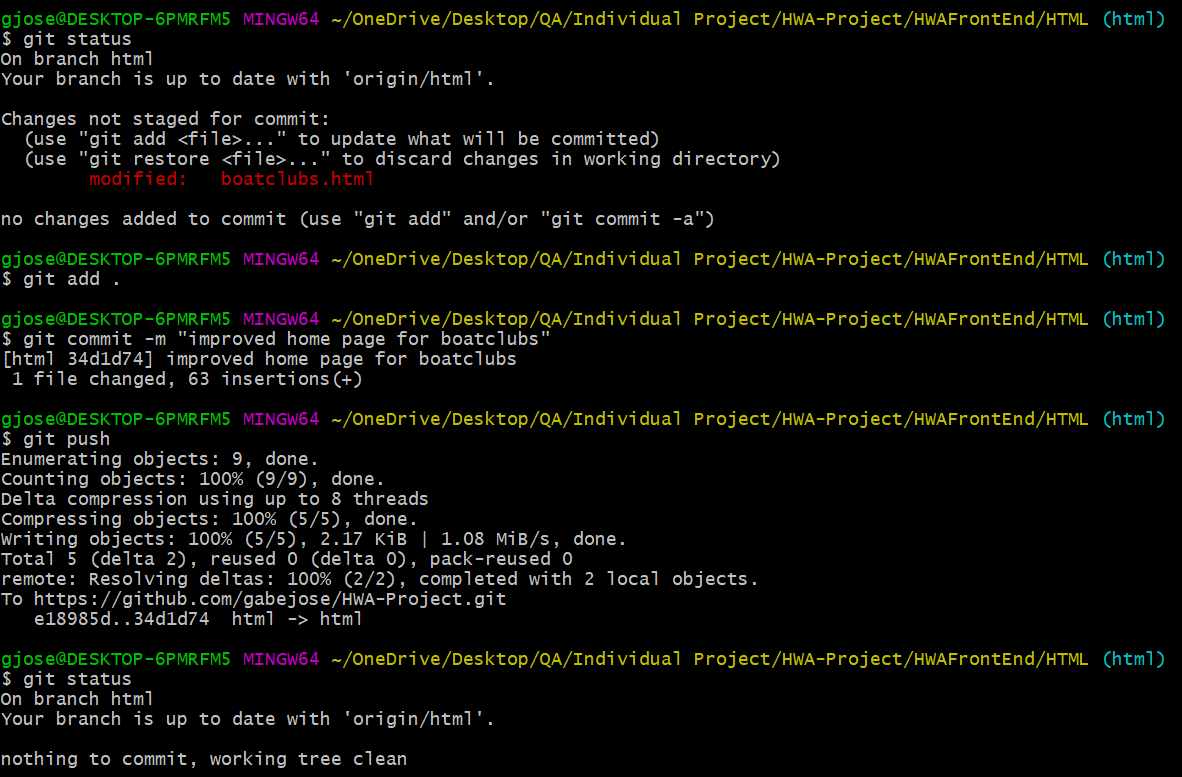 gjose@DESKTOP-6PMRFM5 MINGW64 ~/OneDrive/Desktop/QA/Individual Project/HWA-Project/HWAFrontEnd/HTML (html)
$ git status
On branch html
Your branch is up to date with 'origin/html'.

Changes not staged for commit:
  (use "git add <file>..." to update what will be committed)
  (use "git restore <file>..." to discard changes in working directory)
        modified:   boatclubs.html

no changes added to commit (use "git add" and/or "git commit -a")

gjose@DESKTOP-6PMRFM5 MINGW64 ~/OneDrive/Desktop/QA/Individual Project/HWA-Project/HWAFrontEnd/HTML (html)
$ git add .

gjose@DESKTOP-6PMRFM5 MINGW64 ~/OneDrive/Desktop/QA/Individual Project/HWA-Project/HWAFrontEnd/HTML (html)
$ git commit -m "improved home page for boatclubs"
[html 34d1d74] improved home page for boatclubs
 1 file changed, 63 insertions(+)

gjose@DESKTOP-6PMRFM5 MINGW64 ~/OneDrive/Desktop/QA/Individual Project/HWA-Project/HWAFrontEnd/HTML (html)
$ git push
Enumerating objects: 9, done.
Counting objects: 100% (9/9), done.
Delta compression using up to 8 threads
Compressing objects: 100% (5/5), done.
Writing objects: 100% (5/5), 2.17 KiB | 1.08 MiB/s, done.
Total 5 (delta 2), reused 0 (delta 0), pack-reused 0
remote: Resolving deltas: 100% (2/2), completed with 2 local objects.
To https://github.com/gabejose/HWA-Project.git
   e18985d..34d1d74  html -> html

gjose@DESKTOP-6PMRFM5 MINGW64 ~/OneDrive/Desktop/QA/Individual Project/HWA-Project/HWAFrontEnd/HTML (html)
$ git status
On branch html
Your branch is up to date with 'origin/html'.

nothing to commit, working tree clean